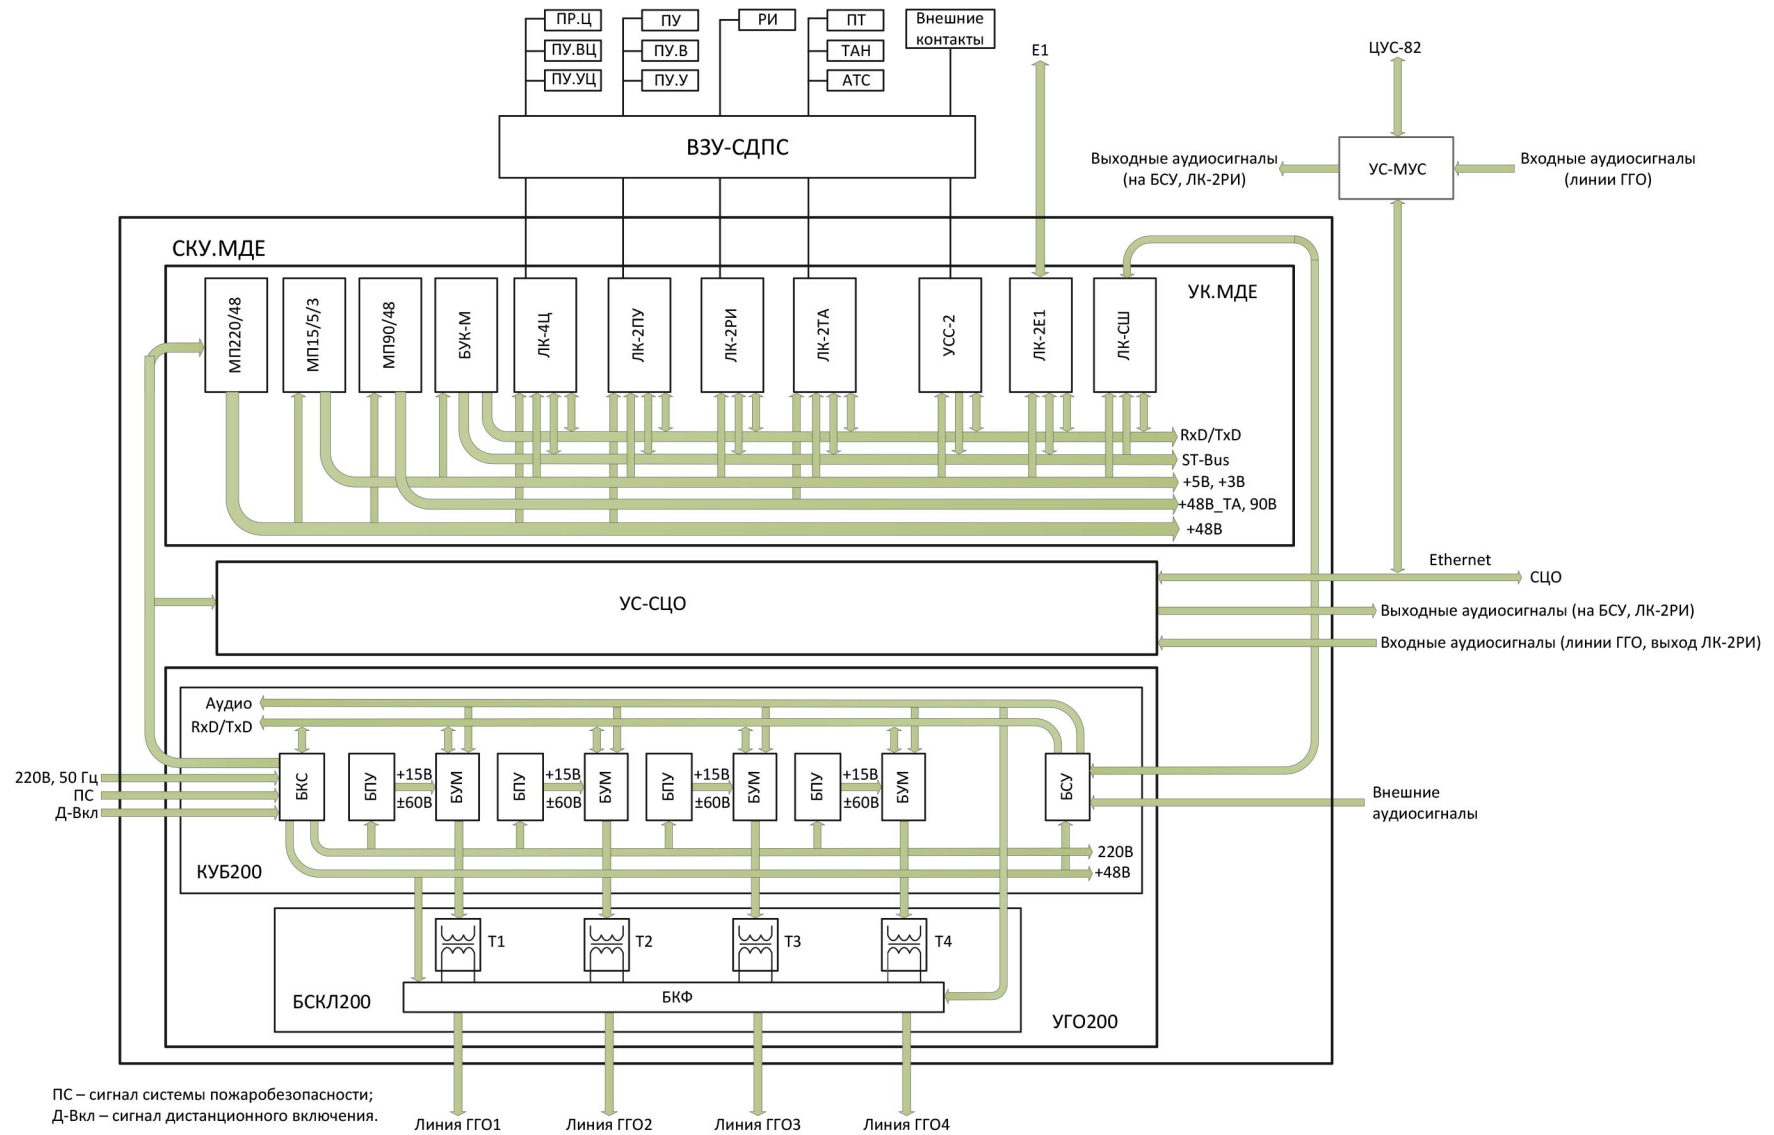 ПР.Ц
ПУ
РИ
ПТ
Внешние
контакты
ПУ.ВЦ
ПУ.В
ТАН
ПУ.УЦ
ПУ.У
АТС
E1
ЦУС-82
ВЗУ-СДПС
Выходные аудиосигналы
(на БСУ, ЛК-2РИ)
УС-МУС
Входные аудиосигналы
(линии ГГО)
СКУ.МДЕ
УК.МДЕ
МП220/48
МП15/5/3
МП90/48
БУК-М
ЛК-4Ц
ЛК-2ПУ
ЛК-2РИ
ЛК-2ТА
УСС-2
ЛК-2Е1
ЛК-СШ
RxD/TxD
ST-Bus
+5В, +3В
+48В_ТА, 90В
+48В
Ethernet
СЦО
УС-СЦО
Выходные аудиосигналы (на БСУ, ЛК-2РИ)
Входные аудиосигналы (линии ГГО, выход ЛК-2РИ)
Аудио
RxD/TxD
220В, 50 Гц
ПС
Д-Вкл
БКС
БПУ
+15В
±60В
БУМ
БПУ
+15В
±60В
БУМ
БПУ
+15В
±60В
БУМ
БПУ
+15В
±60В
БУМ
БСУ
Внешние
аудиосигналы
220В
+48В
КУБ200
Т1
Т2
Т3
Т4
БСКЛ200
БКФ
УГО200
ПС – сигнал системы пожаробезопасности;
Д-Вкл – сигнал дистанционного включения.
Линия ГГО1
Линия ГГО2
Линия ГГО3
Линия ГГО4